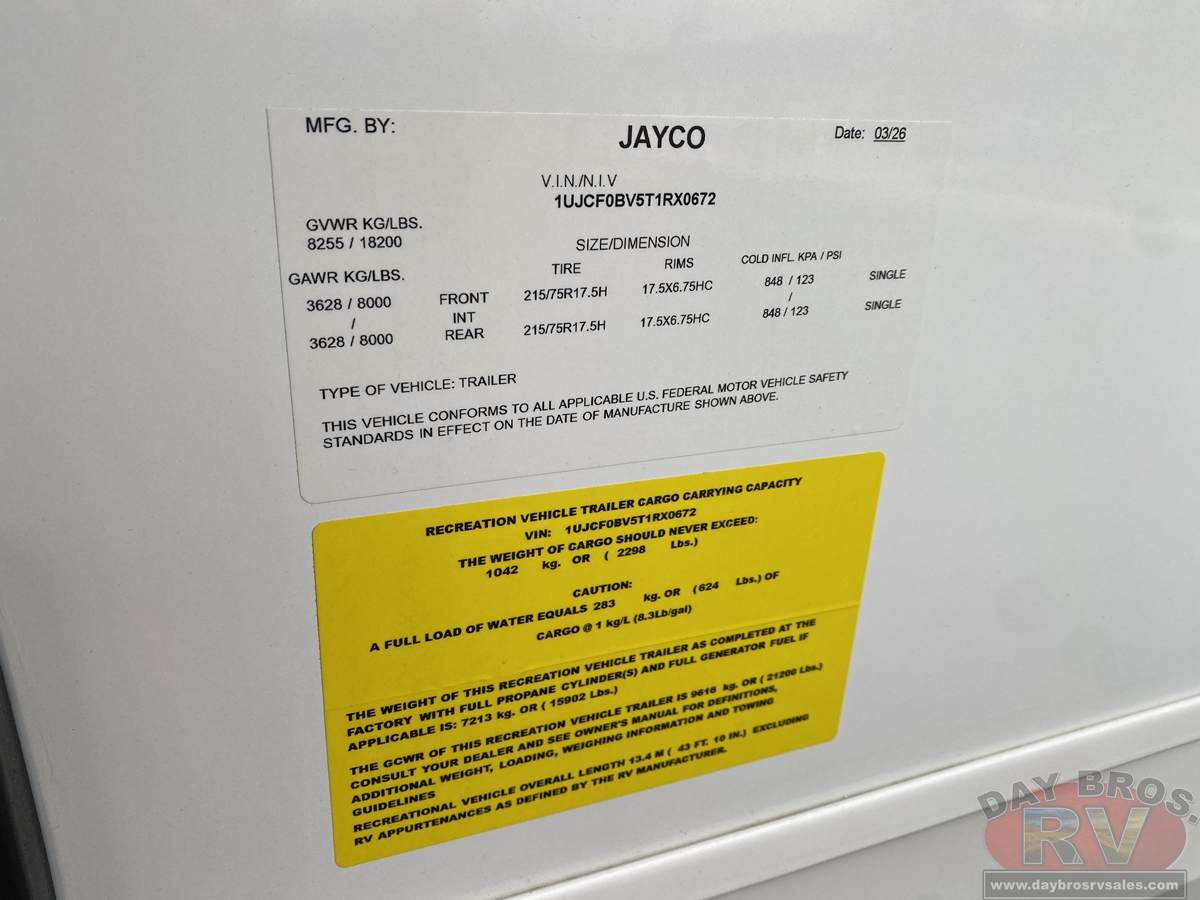 MFG. BY: JAYCO Date: 03/26
V.I.N./N.I.V
1UJCF0BV5T1RX0672
GVWR KG/LBS.
8255 / 18200
SIZE/DIMENSION
GAWR KG/LBS. TIRE RIMS COLD INFL. KPA / PSI
3628 / 8000 FRONT 215/75R17.5H 17.5X6.75HC 848 / 123 SINGLE
/ INT /
3628 / 8000 REAR 215/75R17.5H 17.5X6.75HC 848 / 123 SINGLE
TYPE OF VEHICLE: TRAILER
THIS VEHICLE CONFORMS TO ALL APPLICABLE U.S. FEDERAL MOTOR VEHICLE SAFETY
STANDARDS IN EFFECT ON THE DATE OF MANUFACTURE SHOWN ABOVE.
RECREATION VEHICLE TRAILER CARGO CARRYING CAPACITY
VIN: 1UJCF0BV5T1RX0672
THE WEIGHT OF CARGO SHOULD NEVER EXCEED:
1042 kg. OR ( 2298 Lbs.)
CAUTION:
A FULL LOAD OF WATER EQUALS 283 kg. OR (624 Lbs.) OF
CARGO @ 1 kg/L (8.3Lb/gal)
THE WEIGHT OF THIS RECREATION VEHICLE TRAILER AS COMPLETED AT THE
FACTORY WITH FULL PROPANE CYLINDER(S) AND FULL GENERATOR FUEL IF
APPLICABLE IS: 7213 kg. OR ( 15902 Lbs.)
THE GCWR OF THIS RECREATION VEHICLE TRAILER IS 9616 kg. OR ( 21200 Lbs.)
CONSULT YOUR DEALER AND SEE OWNER'S MANUAL FOR DEFINITIONS,
ADDITIONAL WEIGHT, LOADING, WEIGHING INFORMATION AND TOWING
GUIDELINES
RECREATIONAL VEHICLE OVERALL LENGTH 13.4 M ( 43 FT. 10 IN.) EXCLUDING
RV APPURTENANCES AS DEFINED BY THE RV MANUFACTURER.
DAY BROS.
RV
www.daybrosrvsales.com